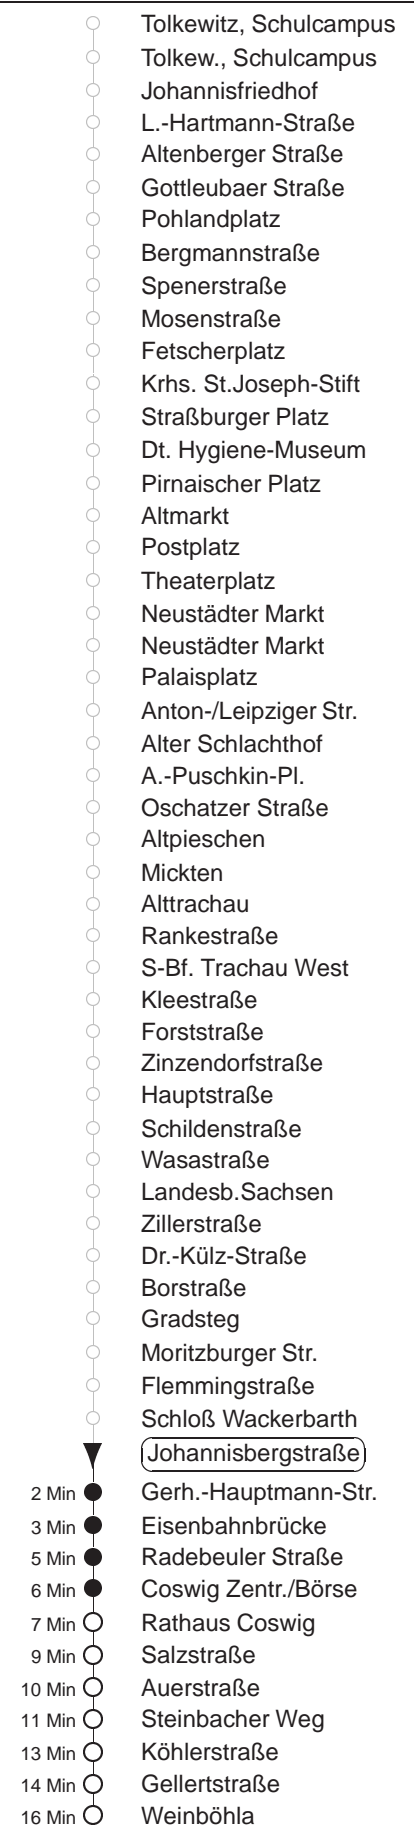 Tolkewitz, Schulcampus
Tolkew., Schulcampus
Johannisfriedhof
L.-Hartmann-Straße
Altenberger Straße
Gottleubaer Straße
Pohlandplatz
Bergmannstraße
Spenerstraße
Mosenstraße
Fetscherplatz
Krhs. St.Joseph-Stift
Straßburger Platz
Dt. Hygiene-Museum
Pirnaischer Platz
Altmarkt
Postplatz
Theaterplatz
Neustädter Markt
Neustädter Markt
Palaisplatz
Anton-/Leipziger Str.
Alter Schlachthof
A.-Puschkin-Pl.
Oschatzer Straße
Altpieschen
Mickten
Alttrachau
Rankestraße
S-Bf. Trachau West
Kleestraße
Forststraße
Zinzendorfstraße
Hauptstraße
Schildenstraße
Wasastraße
Landesb.Sachsen
Zillerstraße
Dr.-Külz-Straße
Borstraße
Gradsteg
Moritzburger Str.
Flemmingstraße
Schloß Wackerbarth
Johannisbergstraße
2 Min Gerh.-Hauptmann-Str.
3 Min Eisenbahnbrücke
5 Min Radebeuler Straße
6 Min Coswig Zentr./Börse
7 Min Rathaus Coswig
9 Min Salzstraße
10 Min Auerstraße
11 Min Steinbacher Weg
13 Min Köhlerstraße
14 Min Gellertstraße
16 Min Weinböhla